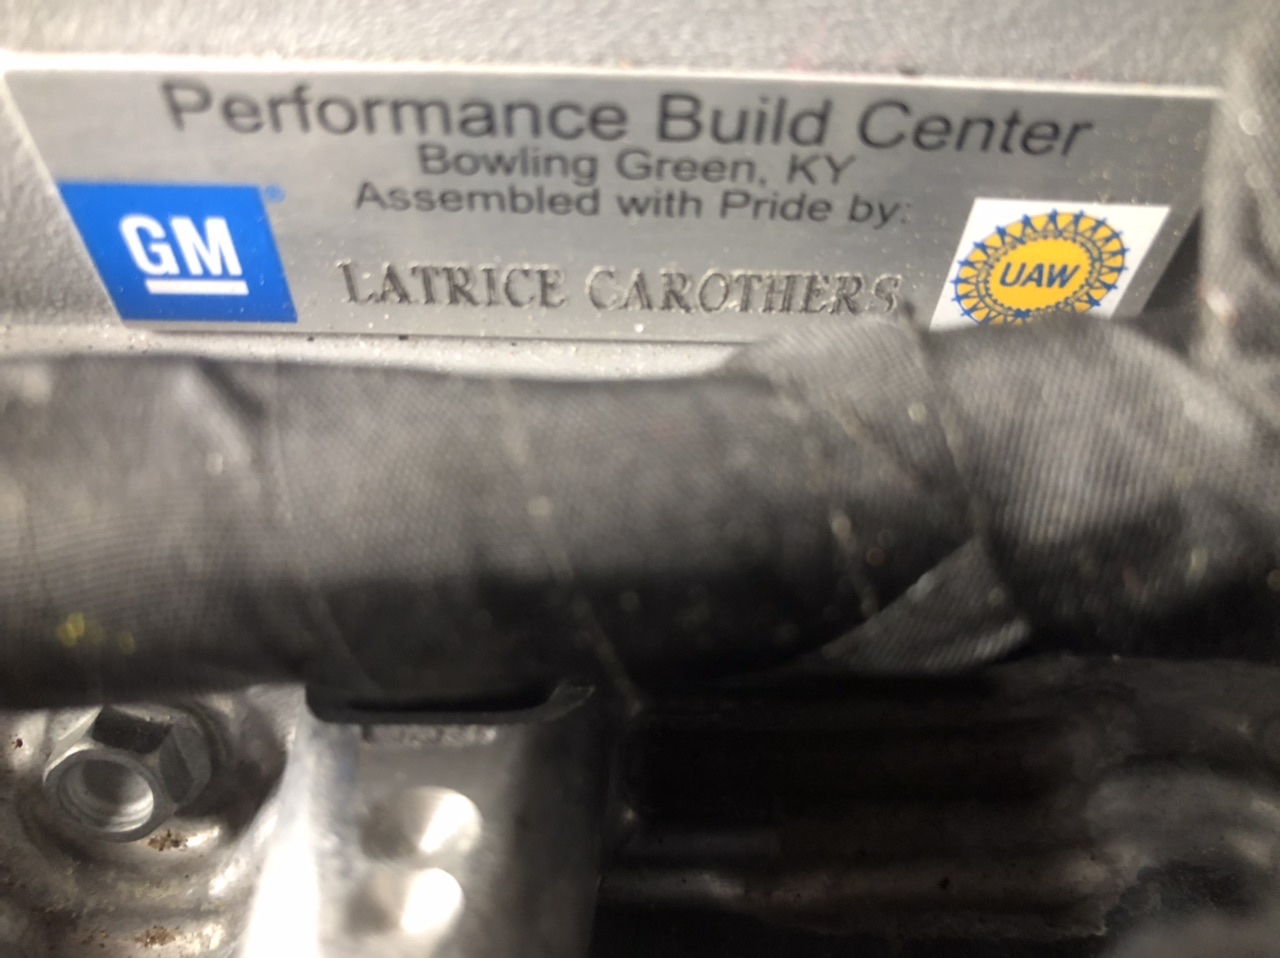 Performance Build Center
Bowling Green, KY
Assembled with Pride by:
GM®
LATRICE CAROTHERS
UAW